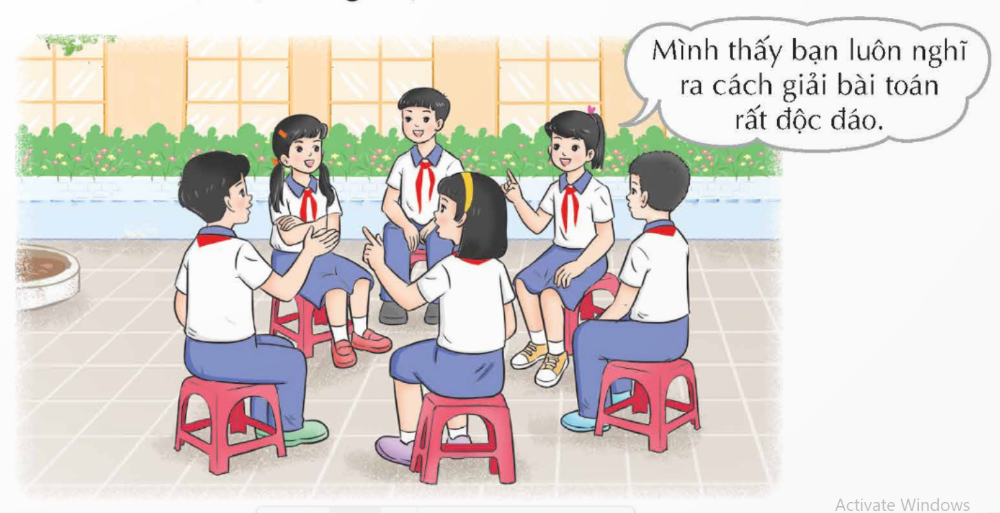 Mình thấy bạn luôn nghĩ
ra cách giải bài toán
rất độc đáo.
Activate Windows